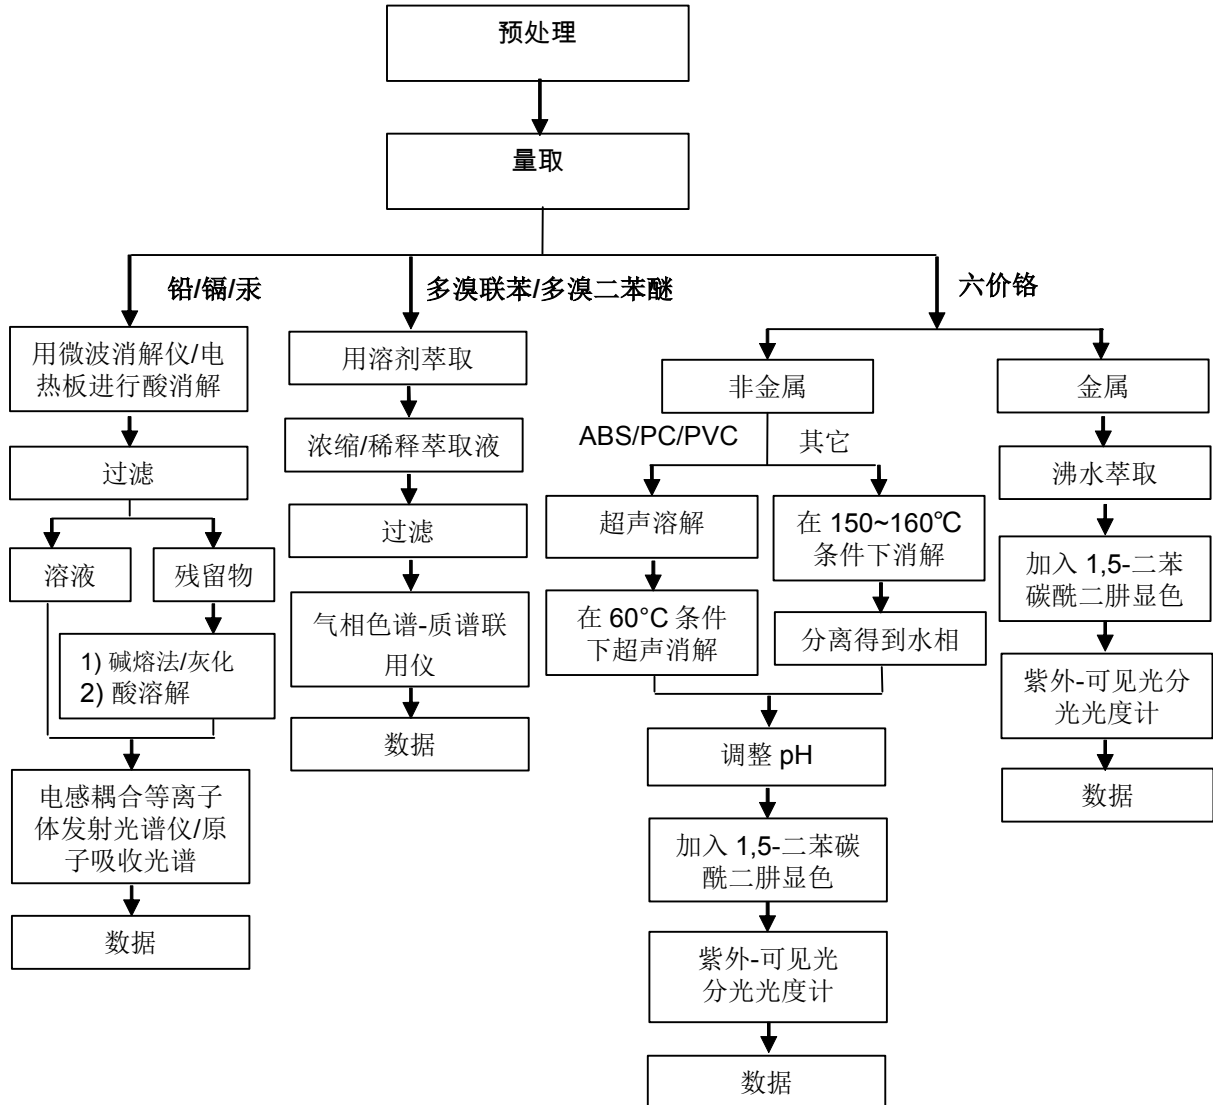 预处理
量取
铅/镉/汞
多溴联苯/多溴二苯醚
六价铬
用微波消解仪/电
热板进行酸消解
过滤
溶液
残留物
1) 碱熔法/灰化
2) 酸溶解
电感耦合等离子
体发射光谱仪/原
子吸收光谱
数据
用溶剂萃取
浓缩/稀释萃取液
过滤
气相色谱-质谱联
用仪
数据
非金属
ABS/PC/PVC
其它
超声溶解
在 60°C 条件
下超声消解
在 150~160℃
条件下消解
分离得到水相
调整 pH
加入 1,5-二苯碳
酰二肼显色
紫外-可见光
分光光度计
数据
金属
沸水萃取
加入 1,5-二苯
碳酰二肼显色
紫外-可见光分
光光度计
数据